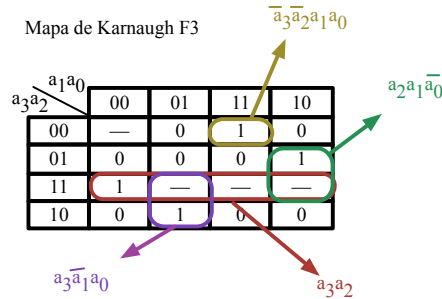 a̅₃a̅₂a₁a₀
Mapa de Karnaugh F3
a₁a₀
a₃a₂
a₂a₁a̅₀
00 01 11 10
00 — 0 1 0
01 0 0 0 1
11 1 — — —
10 0 1 0 0
a₃a̅₁a₀
a₃a₂